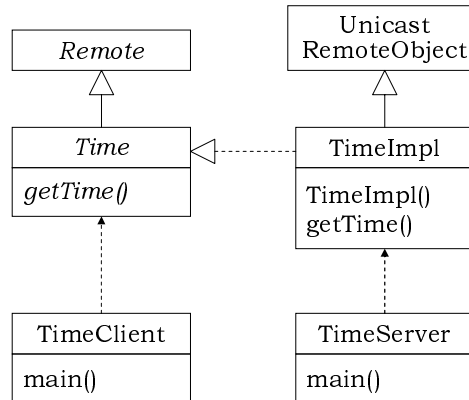 Remote
Unicast
RemoteObject
Time
getTime()
TimeImpl
TimeImpl()
getTime()
TimeClient
main()
TimeServer
main()